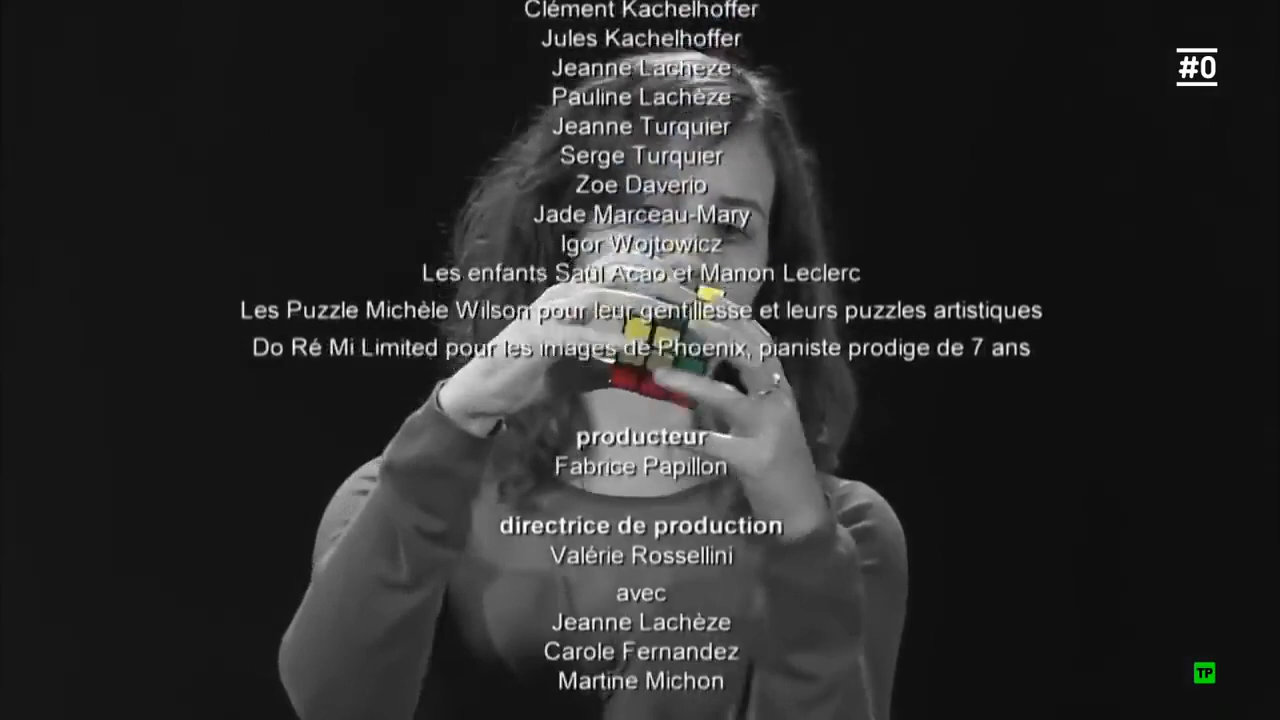 Clément Kachelhoffer
#0
Jules Kachelhoffer
Jeanne Lachèze
Pauline Lachèze
Jeanne Turquier
Serge Turquier
Zoe Daverio
Jade Marceau-Mary
Igor Wojtowicz
Les enfants Saül Acao et Manon Leclerc
Les Puzzle Michèle Wilson pour leur gentillesse et leurs puzzles artistiques
Do Ré Mi Limited pour les images de Phoenix, pianiste prodige de 7 ans
producteur
Fabrice Papillon
directrice de production
Valérie Rossellini
avec
Jeanne Lachèze
Carole Fernandez
Martine Michon
TP